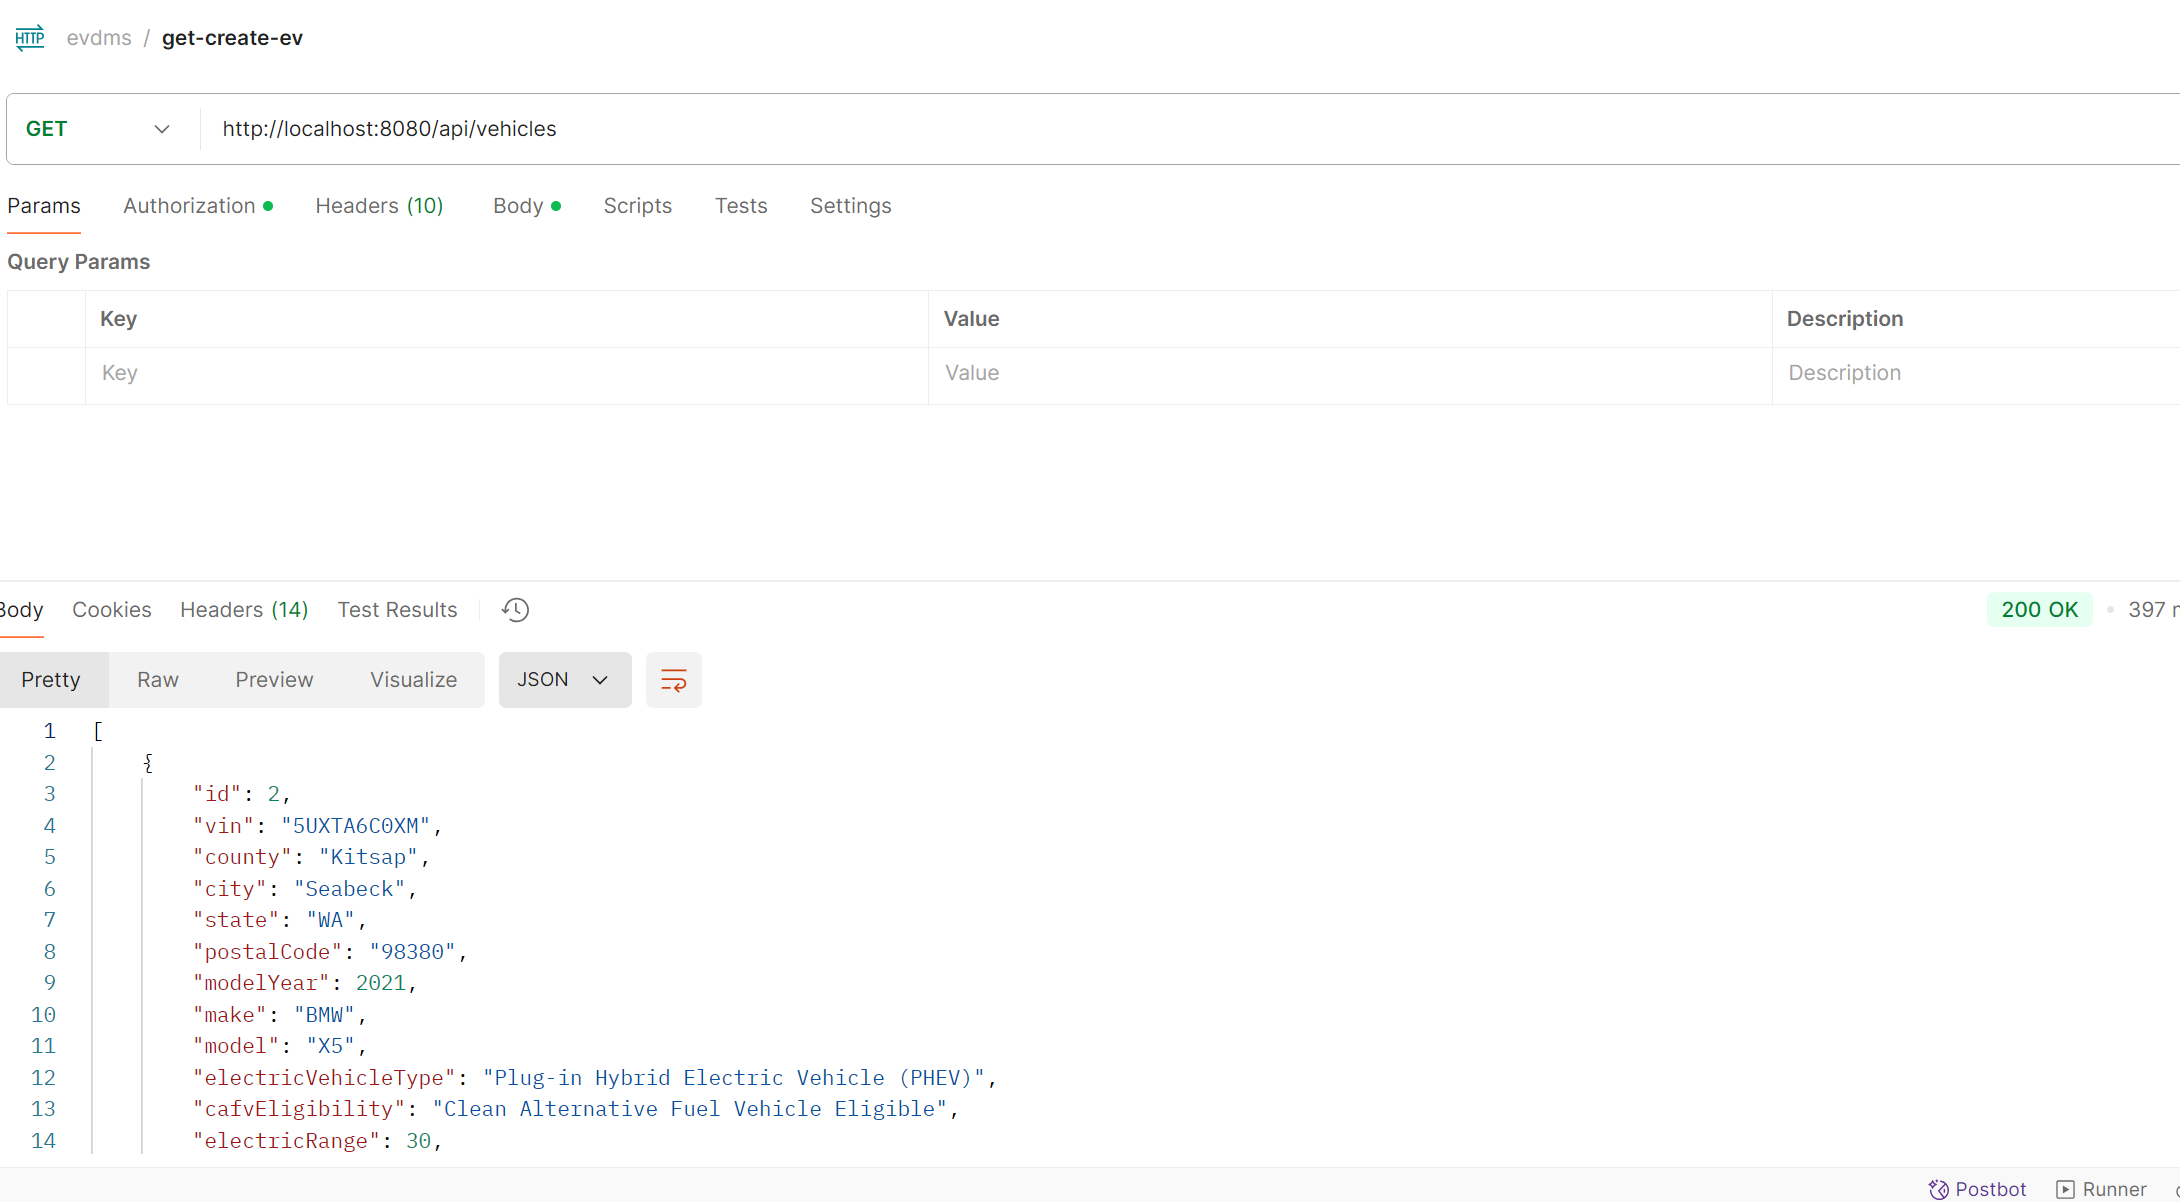 HTTP evdms / get-create-ev
GET http://localhost:8080/api/vehicles
Params Authorization Headers (10) Body Scripts Tests Settings
Query Params
Key Value Description
Key Value Description
Body Cookies Headers (14) Test Results 200 OK 397
Pretty Raw Preview Visualize JSON
1 [
2 {
3 "id": 2,
4 "vin": "5UXTA6C0XM",
5 "county": "Kitsap",
6 "city": "Seabeck",
7 "state": "WA",
8 "postalCode": "98380",
9 "modelYear": 2021,
10 "make": "BMW",
11 "model": "X5",
12 "electricVehicleType": "Plug-in Hybrid Electric Vehicle (PHEV)",
13 "cafvEligibility": "Clean Alternative Fuel Vehicle Eligible",
14 "electricRange": 30,
Postbot Runner